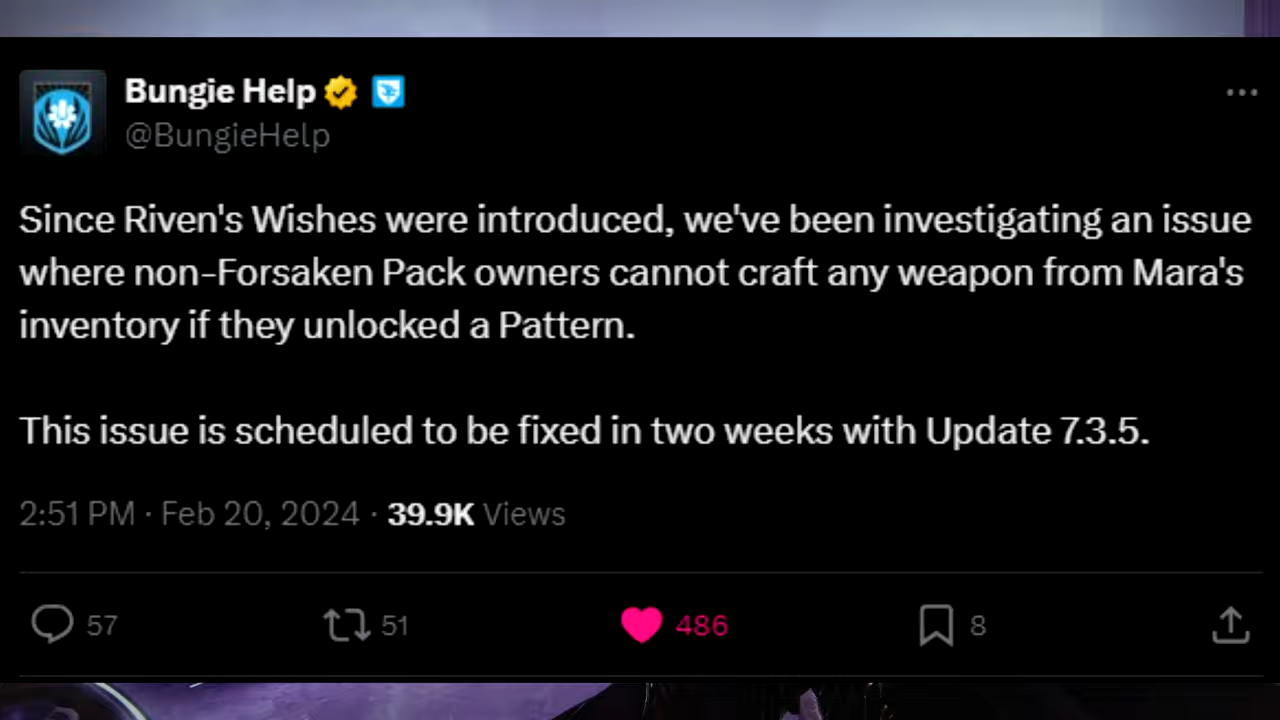 Bungie Help
@BungieHelp
Since Riven's Wishes were introduced, we've been investigating an issue
where non-Forsaken Pack owners cannot craft any weapon from Mara's
inventory if they unlocked a Pattern.
This issue is scheduled to be fixed in two weeks with Update 7.3.5.
2:51 PM · Feb 20, 2024 · 39.9K Views
57 51 486 8